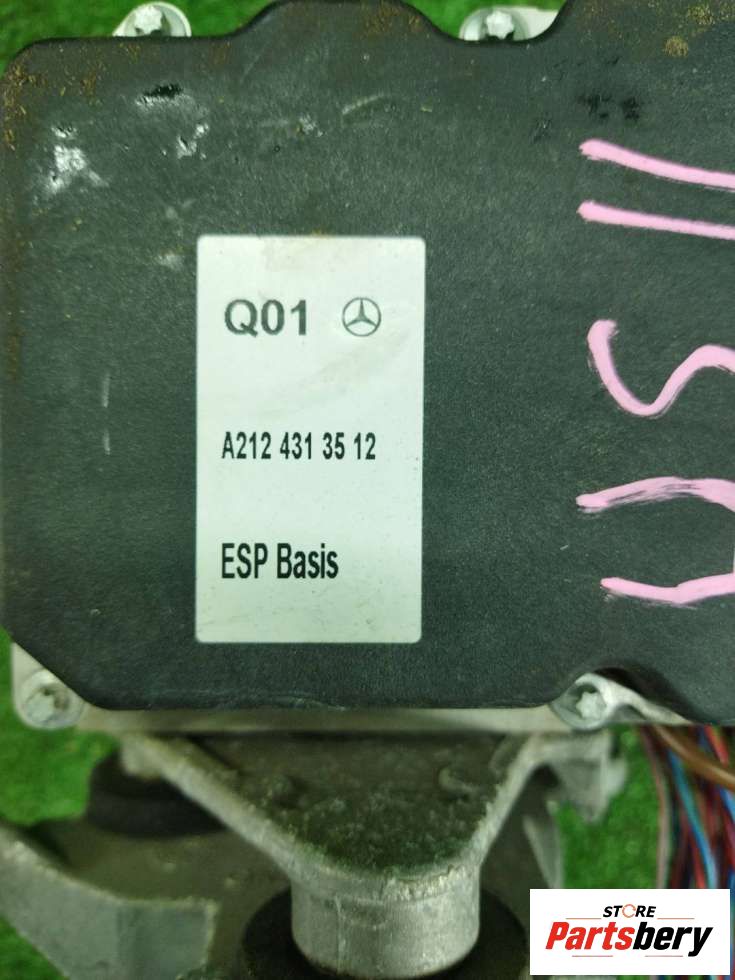 Q01
A212 431 35 12
ESP Basis
STORE
Partsbery